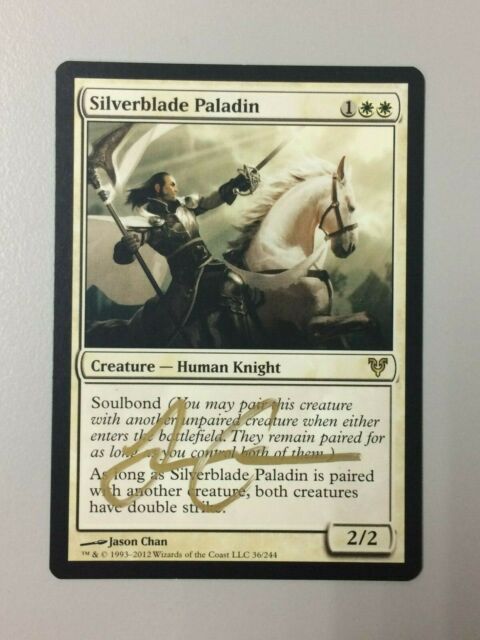 Silverblade Paladin 1
Creature — Human Knight
Soulbond (You may pair this creature
with another unpaired creature when either
enters the battlefield. They remain paired for
as long as you control both of them.)
As long as Silverblade Paladin is paired
with another creature, both creatures
have double strike.
Jason Chan
2/2
™ & © 1993–2012 Wizards of the Coast LLC 36/244